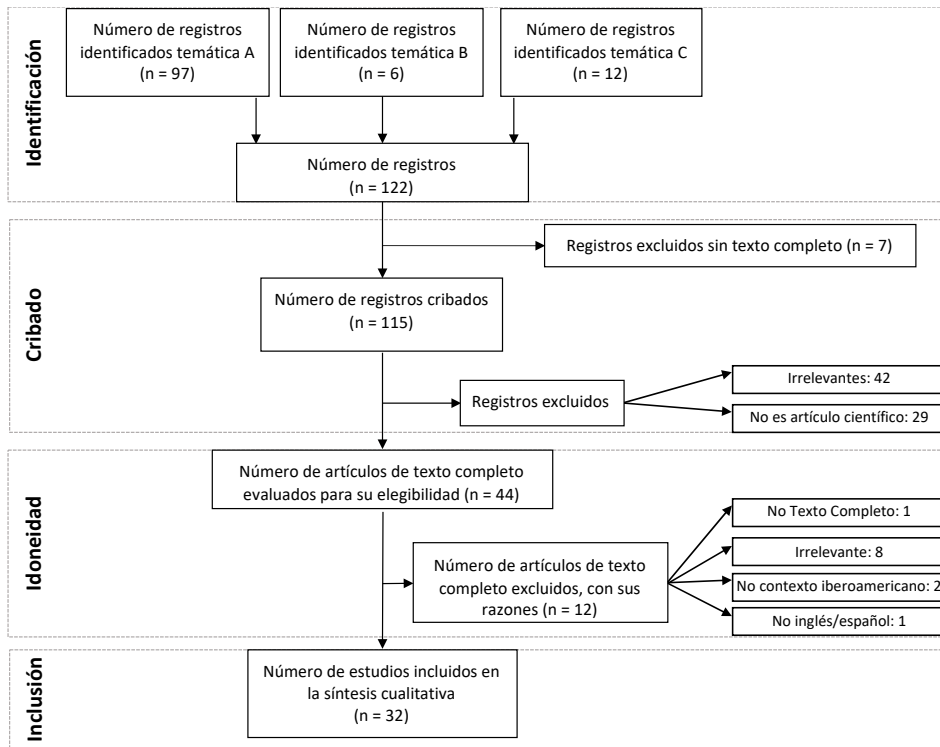 Identificación
Número de registros
identificados temática A
(n = 97)
Número de registros
identificados temática B
(n = 6)
Número de registros
identificados temática C
(n = 12)
Número de registros
(n = 122)
Cribado
Registros excluidos sin texto completo (n = 7)
Número de registros cribados
(n = 115)
Registros excluidos
Irrelevantes: 42
No es artículo científico: 29
Idoneidad
Número de artículos de texto completo
evaluados para su elegibilidad (n = 44)
Número de artículos de texto
completo excluidos, con sus
razones (n = 12)
No Texto Completo: 1
Irrelevante: 8
No contexto iberoamericano: 2
No inglés/español: 1
Inclusión
Número de estudios incluidos en
la síntesis cualitativa
(n = 32)